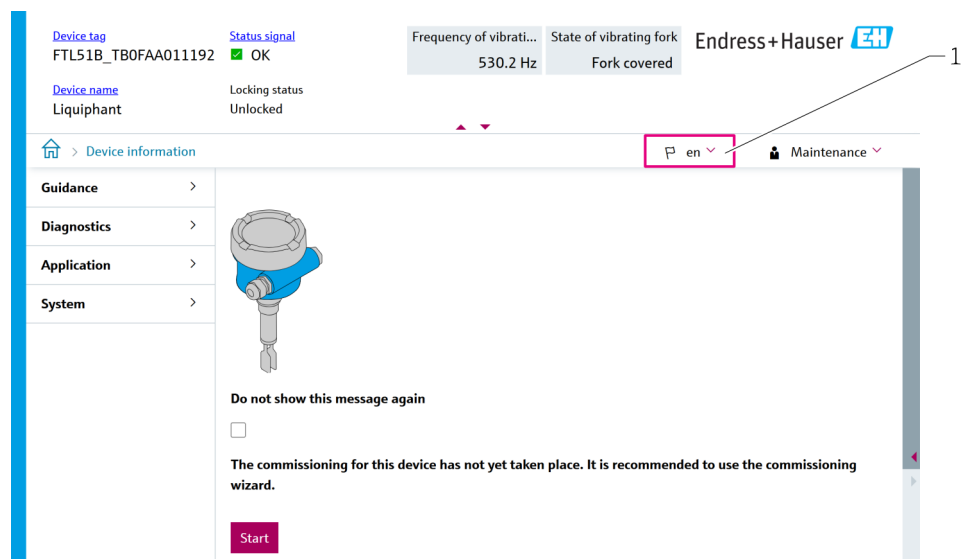 Device tag
FTL51B_TB0FAA011192
Status signal
OK
Frequency of vibrati...
530.2 Hz
State of vibrating fork
Fork covered
Endress+Hauser EH
1
Device name
Liquiphant
Locking status
Unlocked
> Device information
en
Maintenance
Guidance
Diagnostics
Application
System
Do not show this message again
The commissioning for this device has not yet taken place. It is recommended to use the commissioning
wizard.
Start